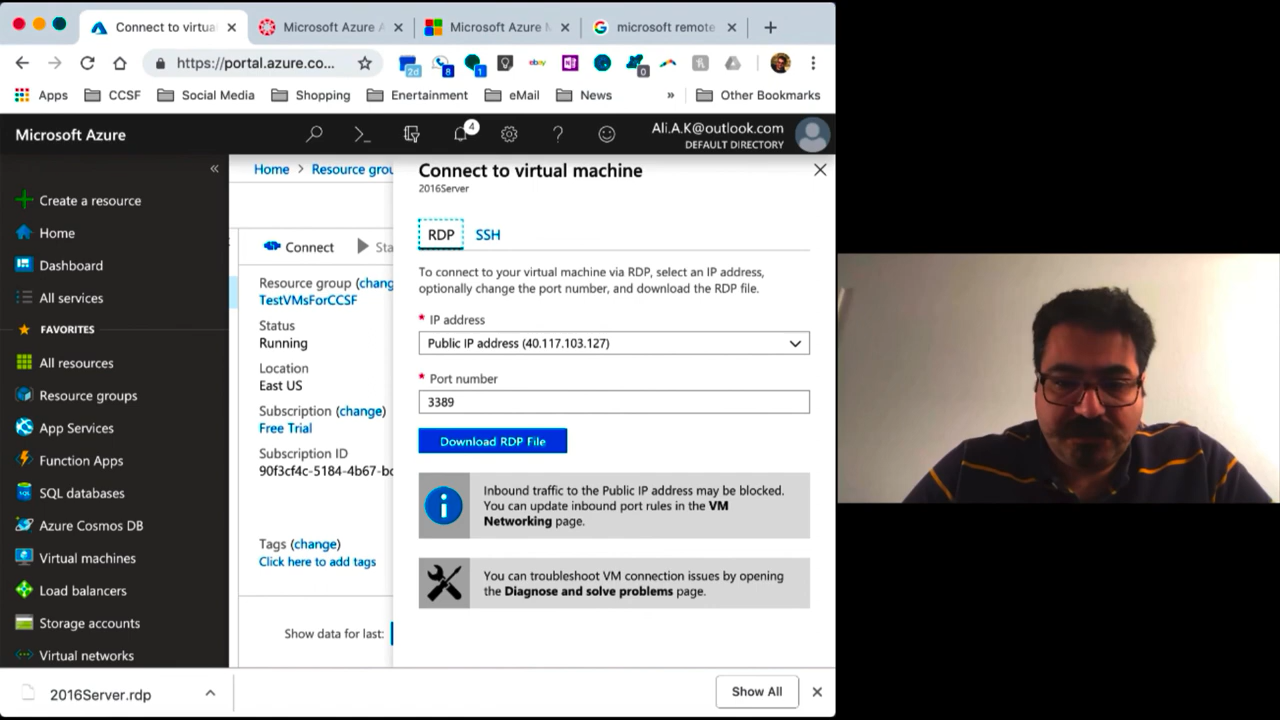 Connect to virtua
Microsoft Azure A
Microsoft Azure M
microsoft remote
https://portal.azure.co...
2d
8
1
ebay
0
Apps
CCSF
Social Media
Shopping
Enertainment
eMail
News
»
Other Bookmarks
Microsoft Azure
4
Ali.A.K@outlook.com
DEFAULT DIRECTORY
«
Create a resource
Home
Dashboard
All services
FAVORITES
All resources
Resource groups
App Services
Function Apps
SQL databases
Azure Cosmos DB
Virtual machines
Load balancers
Storage accounts
Virtual networks
Home > Resource grou
Connect
Sta
Resource group (chang
TestVMsForCCSF
Status
Running
Location
East US
Subscription (change)
Free Trial
Subscription ID
90f3cf4c-5184-4b67-bc
Tags (change)
Click here to add tags
Show data for last:
Connect to virtual machine
2016Server
RDP
SSH
To connect to your virtual machine via RDP, select an IP address,
optionally change the port number, and download the RDP file.
* IP address
Public IP address (40.117.103.127)
* Port number
3389
Download RDP File
Inbound traffic to the Public IP address may be blocked.
You can update inbound port rules in the VM
Networking page.
You can troubleshoot VM connection issues by opening
the Diagnose and solve problems page.
2016Server.rdp
Show All